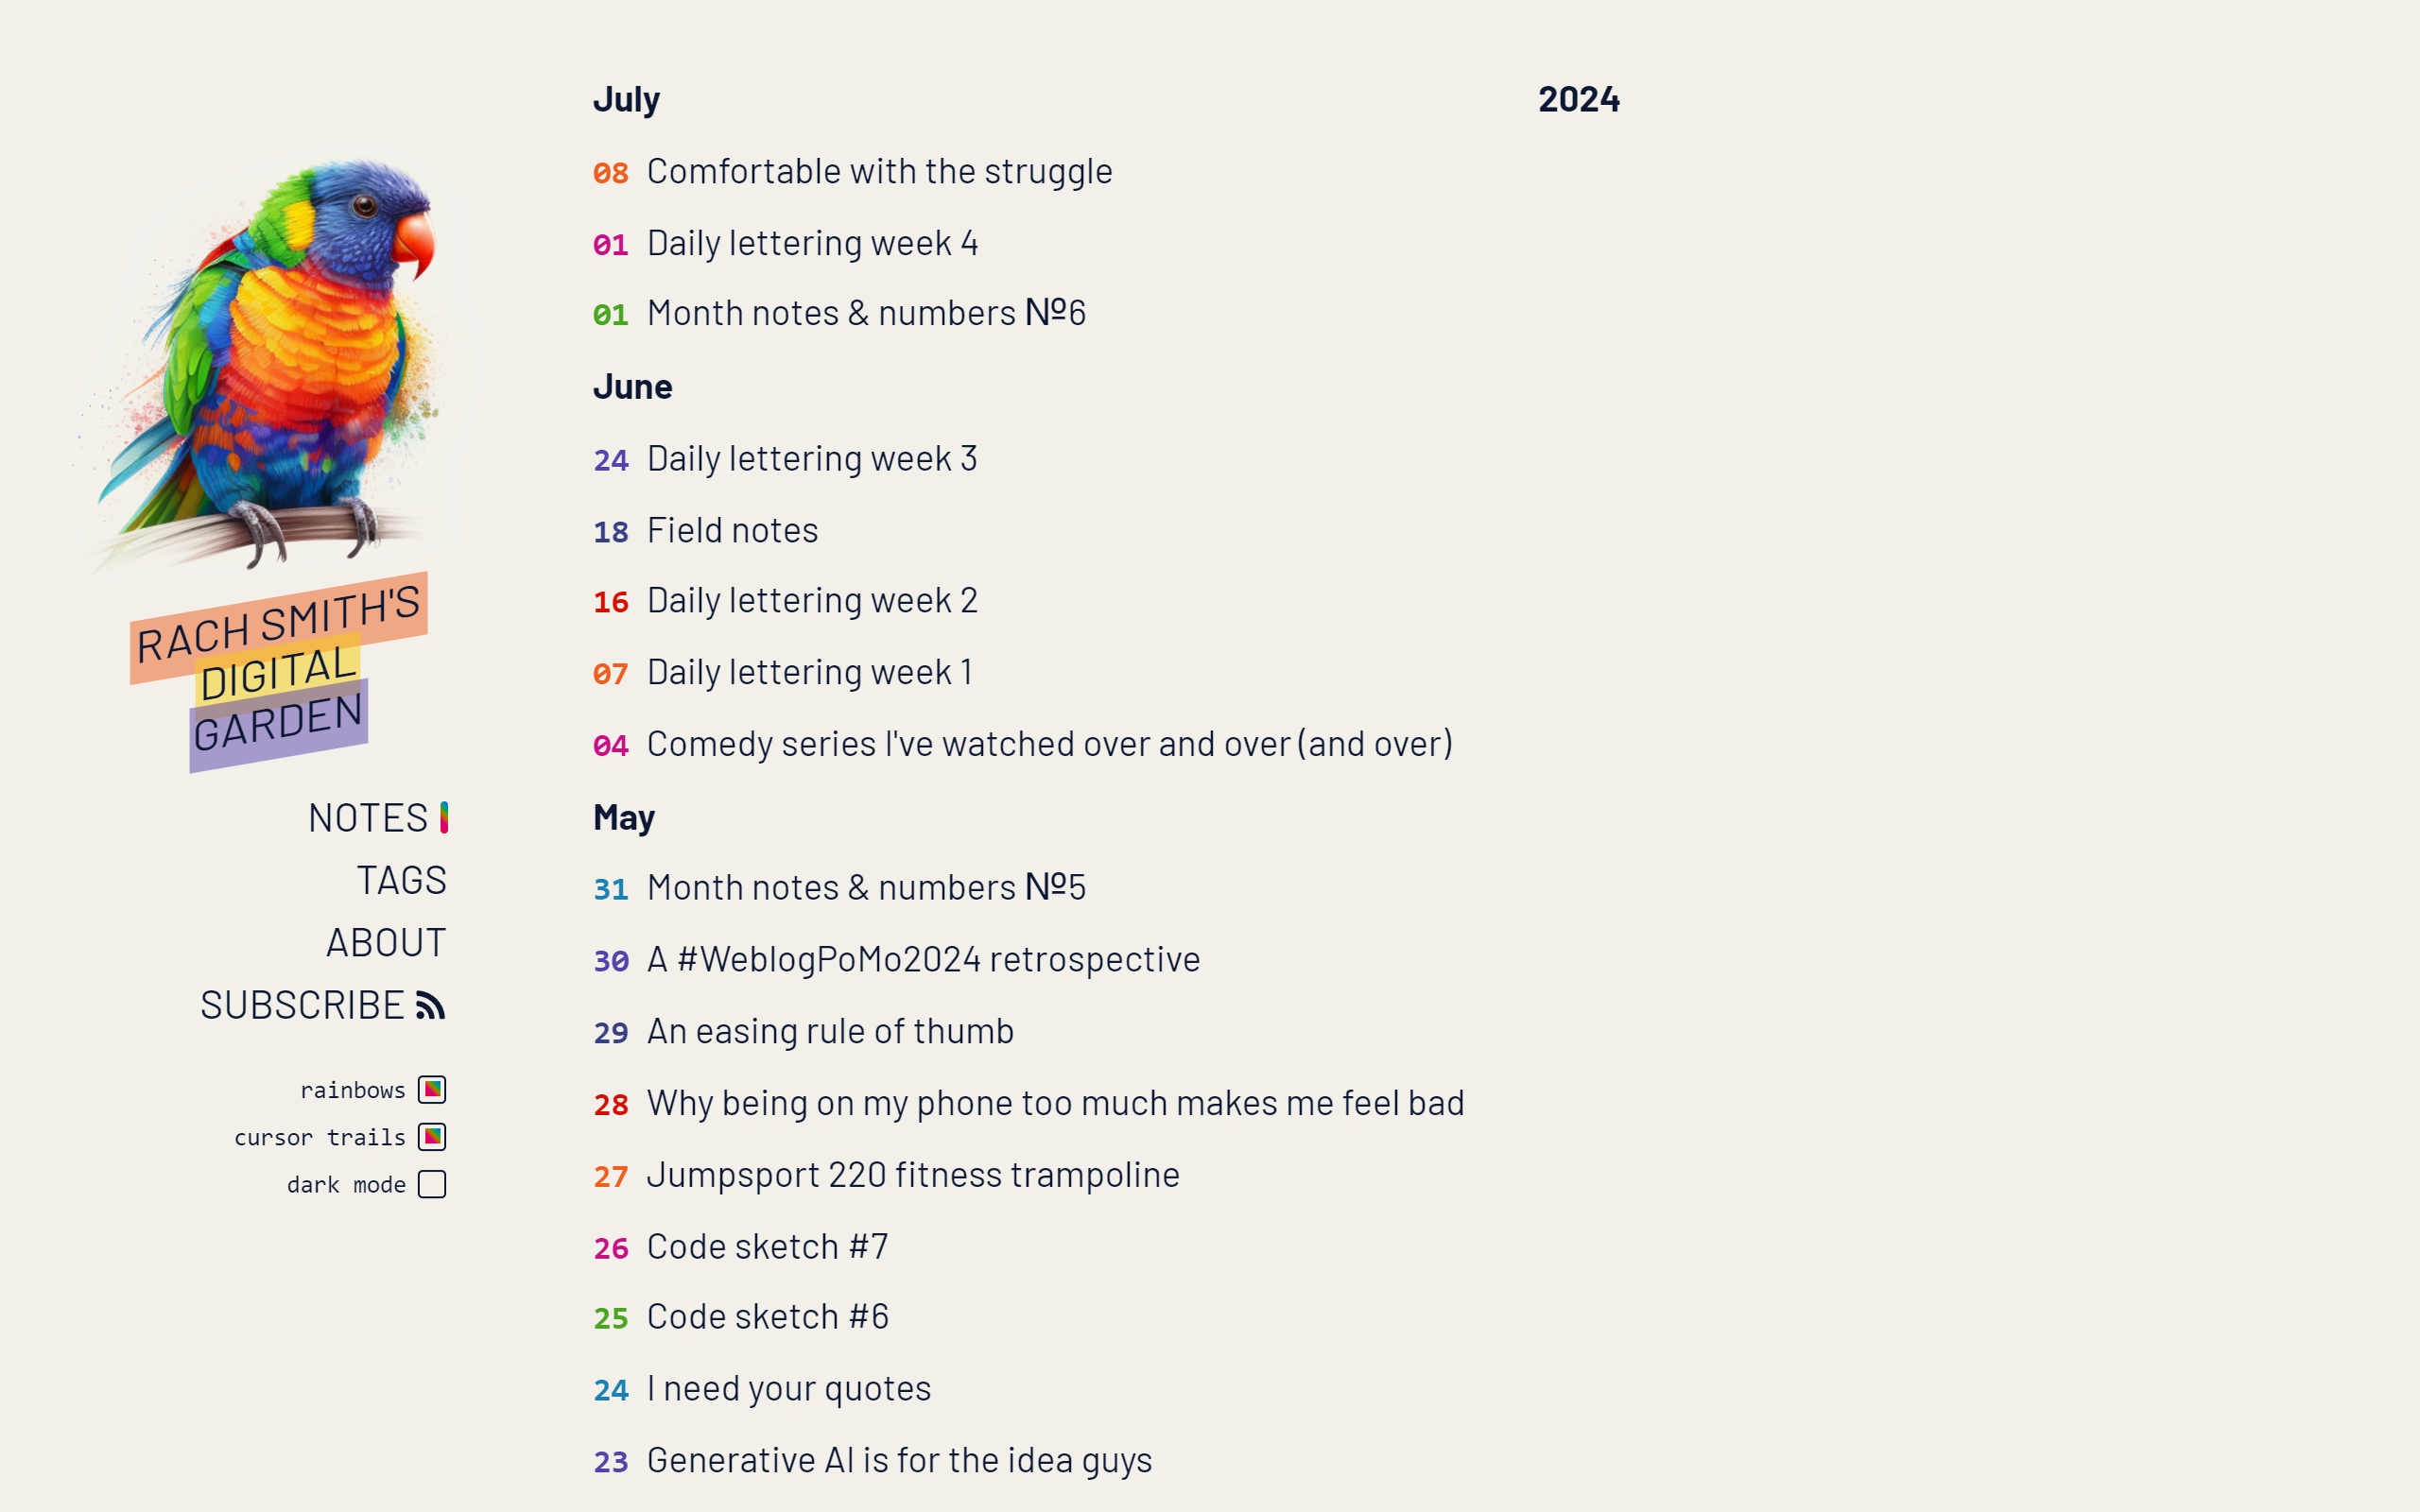 RACH SMITH'S
DIGITAL
GARDEN
NOTES
TAGS
ABOUT
SUBSCRIBE
rainbows
cursor trails
dark mode
July 2024
08 Comfortable with the struggle
01 Daily lettering week 4
01 Month notes & numbers №6
June
24 Daily lettering week 3
18 Field notes
16 Daily lettering week 2
07 Daily lettering week 1
04 Comedy series I've watched over and over (and over)
May
31 Month notes & numbers №5
30 A #WeblogPoMo2024 retrospective
29 An easing rule of thumb
28 Why being on my phone too much makes me feel bad
27 Jumpsport 220 fitness trampoline
26 Code sketch #7
25 Code sketch #6
24 I need your quotes
23 Generative AI is for the idea guys